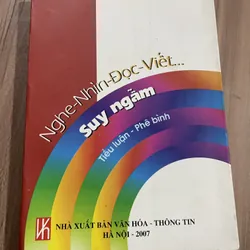 Nghe-Nhìn-Đọc-Viết...
Suy ngẫm
Tiểu luận - Phê bình
NHÀ XUẤT BẢN VĂN HÓA - THÔNG TIN
HÀ NỘI - 2007